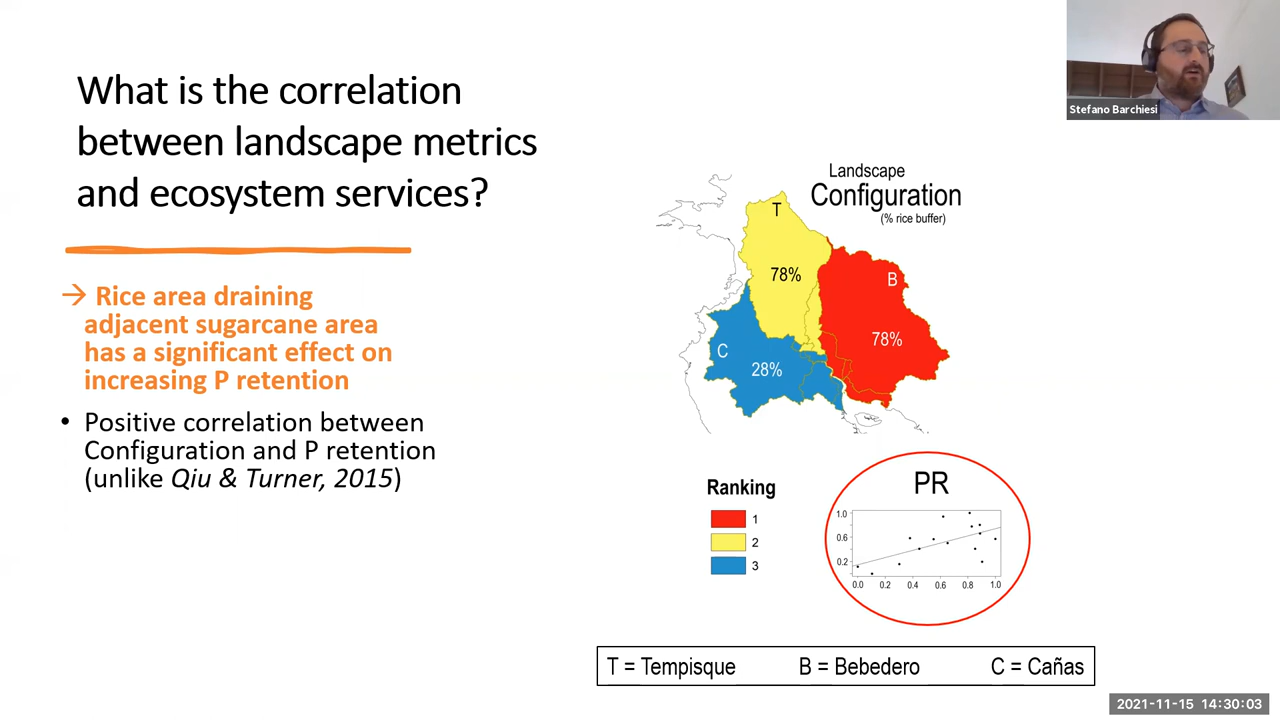 What is the correlation
between landscape metrics
and ecosystem services?
→ Rice area draining
adjacent sugarcane area
has a significant effect on
increasing P retention
• Positive correlation between
Configuration and P retention
(unlike Qiu & Turner, 2015)
Stefano Barchiesi
Landscape
Configuration
(% rice buffer)
T
78%
B
78%
C
28%
Ranking
1
2
3
PR
1.0
0.6
0.2
0.0 0.2 0.4 0.6 0.8 1.0
T = Tempisque B = Bebedero C = Cañas
2021-11-15 14:30:03